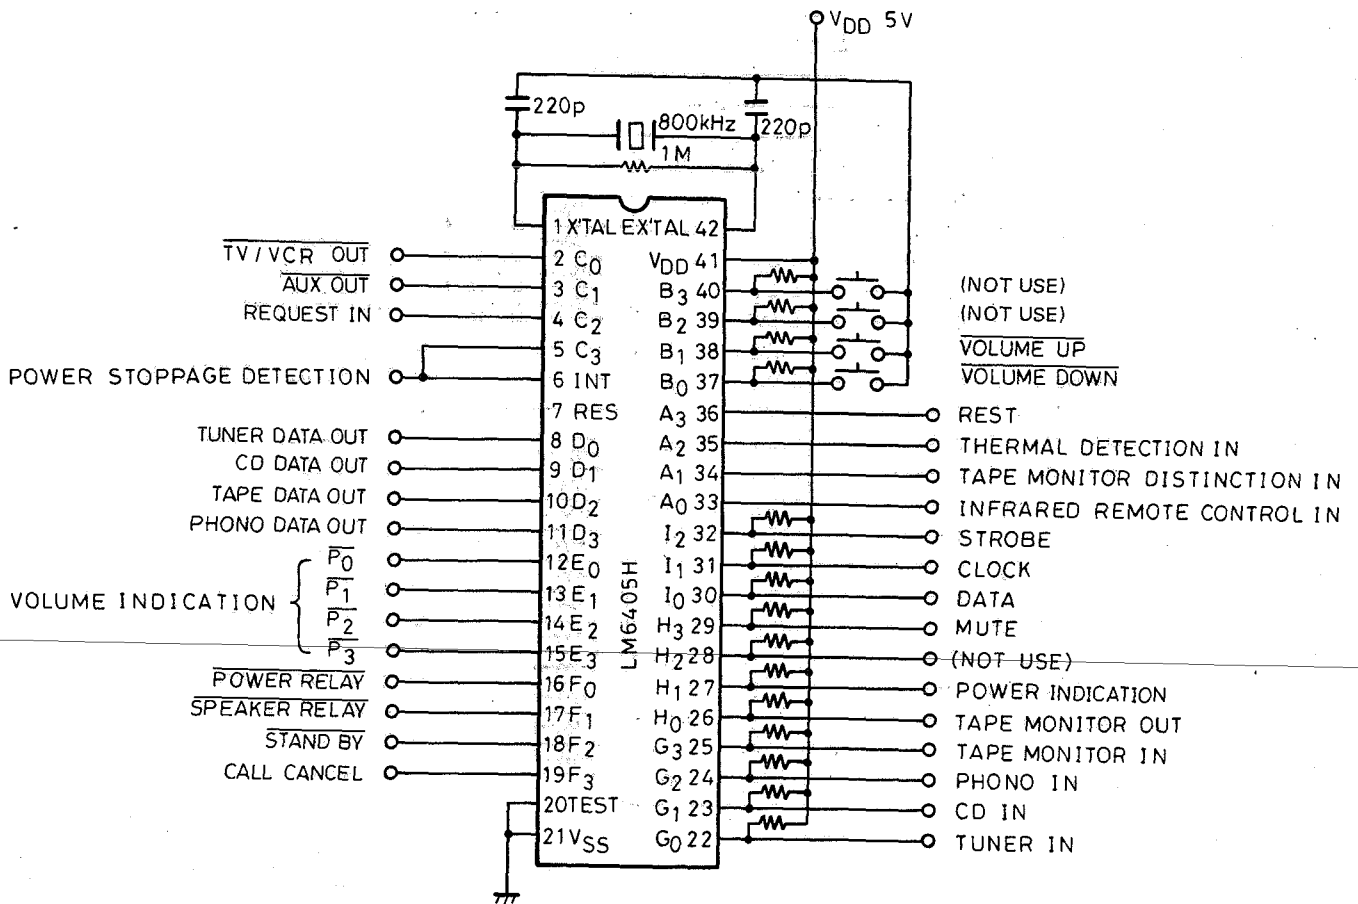 VDD 5V
220p
800kHz
220p
1M
1 X'TAL EX'TAL 42
TV/VCR OUT 2 C0 VDD 41
AUX OUT 3 C1 B3 40 (NOT USE)
REQUEST IN 4 C2 B2 39 (NOT USE)
5 C3 B1 38 VOLUME UP
POWER STOPPAGE DETECTION 6 INT B0 37 VOLUME DOWN
7 RES A3 36 REST
TUNER DATA OUT 8 D0 A2 35 THERMAL DETECTION IN
CD DATA OUT 9 D1 A1 34 TAPE MONITOR DISTINCTION IN
TAPE DATA OUT 10 D2 A0 33 INFRARED REMOTE CONTROL IN
PHONO DATA OUT 11 D3 I2 32 STROBE
P0 12 E0 I1 31 CLOCK
VOLUME INDICATION P1 13 E1 I0 30 DATA
P2 14 E2 H3 29 MUTE
P3 15 E3 H2 28 (NOT USE)
LM6405H
POWER RELAY 16 F0 H1 27 POWER INDICATION
SPEAKER RELAY 17 F1 H0 26 TAPE MONITOR OUT
STAND BY 18 F2 G3 25 TAPE MONITOR IN
CALL CANCEL 19 F3 G2 24 PHONO IN
20 TEST G1 23 CD IN
21 VSS G0 22 TUNER IN